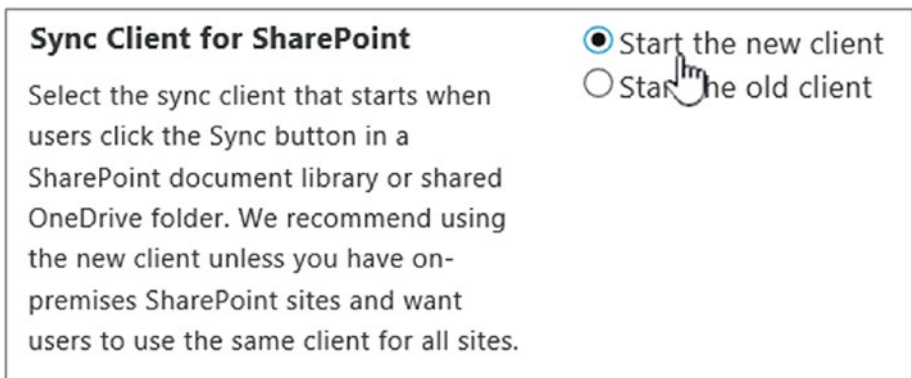 Sync Client for SharePoint
Select the sync client that starts when
users click the Sync button in a
SharePoint document library or shared
OneDrive folder. We recommend using
the new client unless you have on-
premises SharePoint sites and want
users to use the same client for all sites.
Start the new client
Start the old client